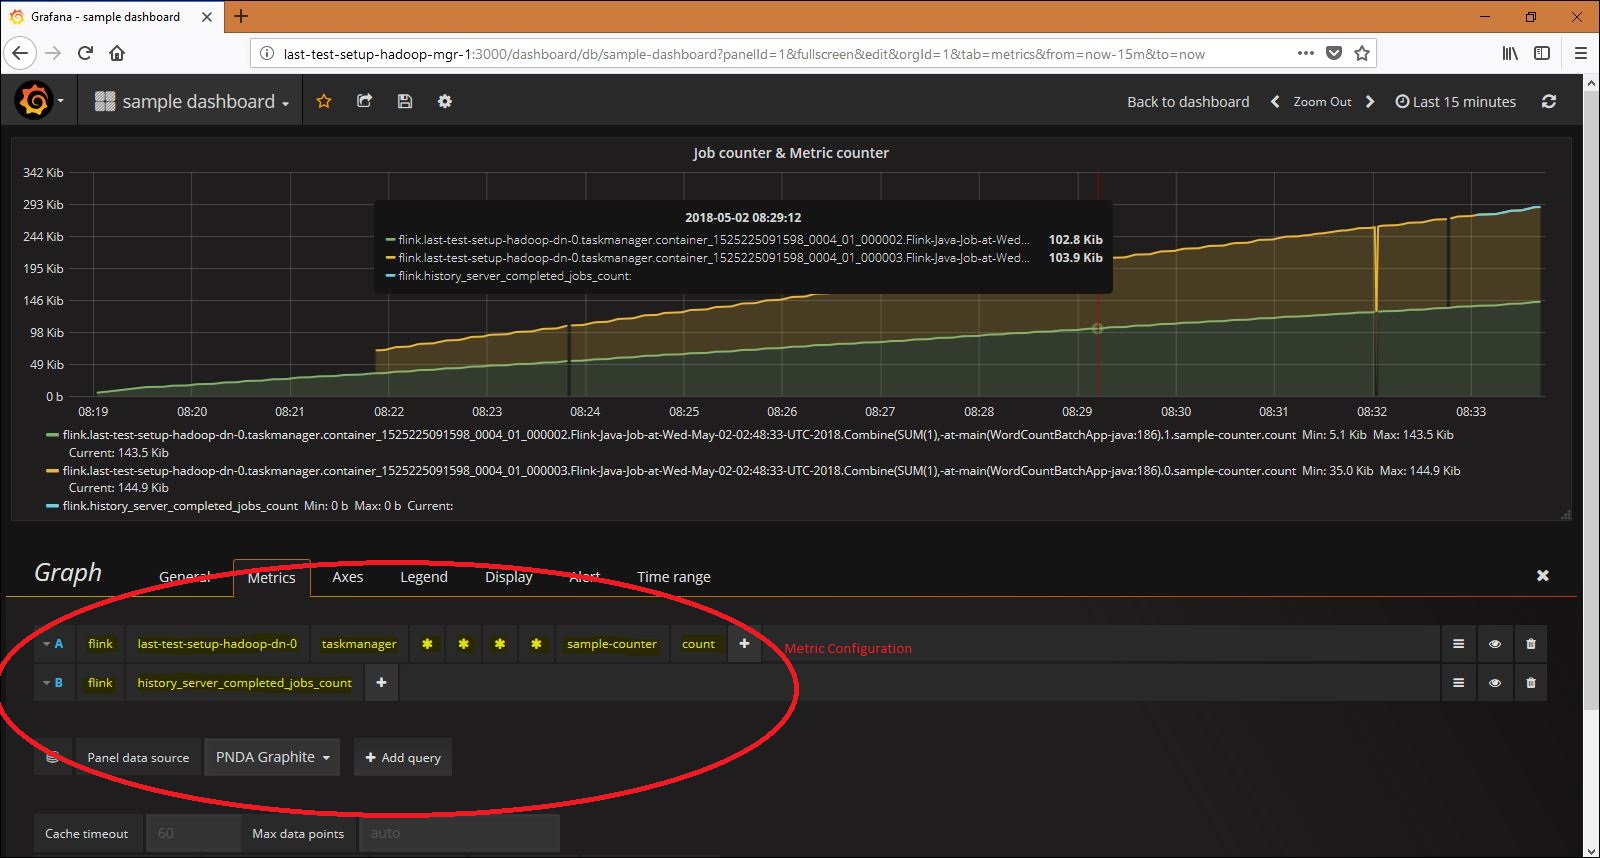 Grafana - sample dashboard
last-test-setup-hadoop-mgr-1:3000/dashboard/db/sample-dashboard?panelId=1&fullscreen&edit&orgId=1&tab=metrics&from=now-15m&to=now
sample dashboard
Back to dashboard Zoom Out Last 15 minutes
Job counter & Metric counter
342 Kib
293 Kib
244 Kib
195 Kib
146 Kib
98 Kib
49 Kib
0 b
2018-05-02 08:29:12
flink.last-test-setup-hadoop-dn-0.taskmanager.container_1525225091598_0004_01_000002.Flink-Java-Job-at-Wed... 102.8 Kib
flink.last-test-setup-hadoop-dn-0.taskmanager.container_1525225091598_0004_01_000003.Flink-Java-Job-at-Wed... 103.9 Kib
flink.history_server_completed_jobs_count:
08:19 08:20 08:21 08:22 08:23 08:24 08:25 08:26 08:27 08:28 08:29 08:30 08:31 08:32 08:33
flink.last-test-setup-hadoop-dn-0.taskmanager.container_1525225091598_0004_01_000002.Flink-Java-Job-at-Wed-May-02-02:48:33-UTC-2018.Combine(SUM(1),-at-main(WordCountBatchApp-java:186).1.sample-counter.count Min: 5.1 Kib Max: 143.5 Kib
Current: 143.5 Kib
flink.last-test-setup-hadoop-dn-0.taskmanager.container_1525225091598_0004_01_000003.Flink-Java-Job-at-Wed-May-02-02:48:33-UTC-2018.Combine(SUM(1),-at-main(WordCountBatchApp-java:186).0.sample-counter.count Min: 35.0 Kib Max: 144.9 Kib
Current: 144.9 Kib
flink.history_server_completed_jobs_count Min: 0 b Max: 0 b Current:
Graph General Metrics Axes Legend Display Alert Time range
A flink last-test-setup-hadoop-dn-0 taskmanager * * * * sample-counter count + Metric Configuration
B flink history_server_completed_jobs_count +
Panel data source PNDA Graphite + Add query
Cache timeout 60 Max data points auto